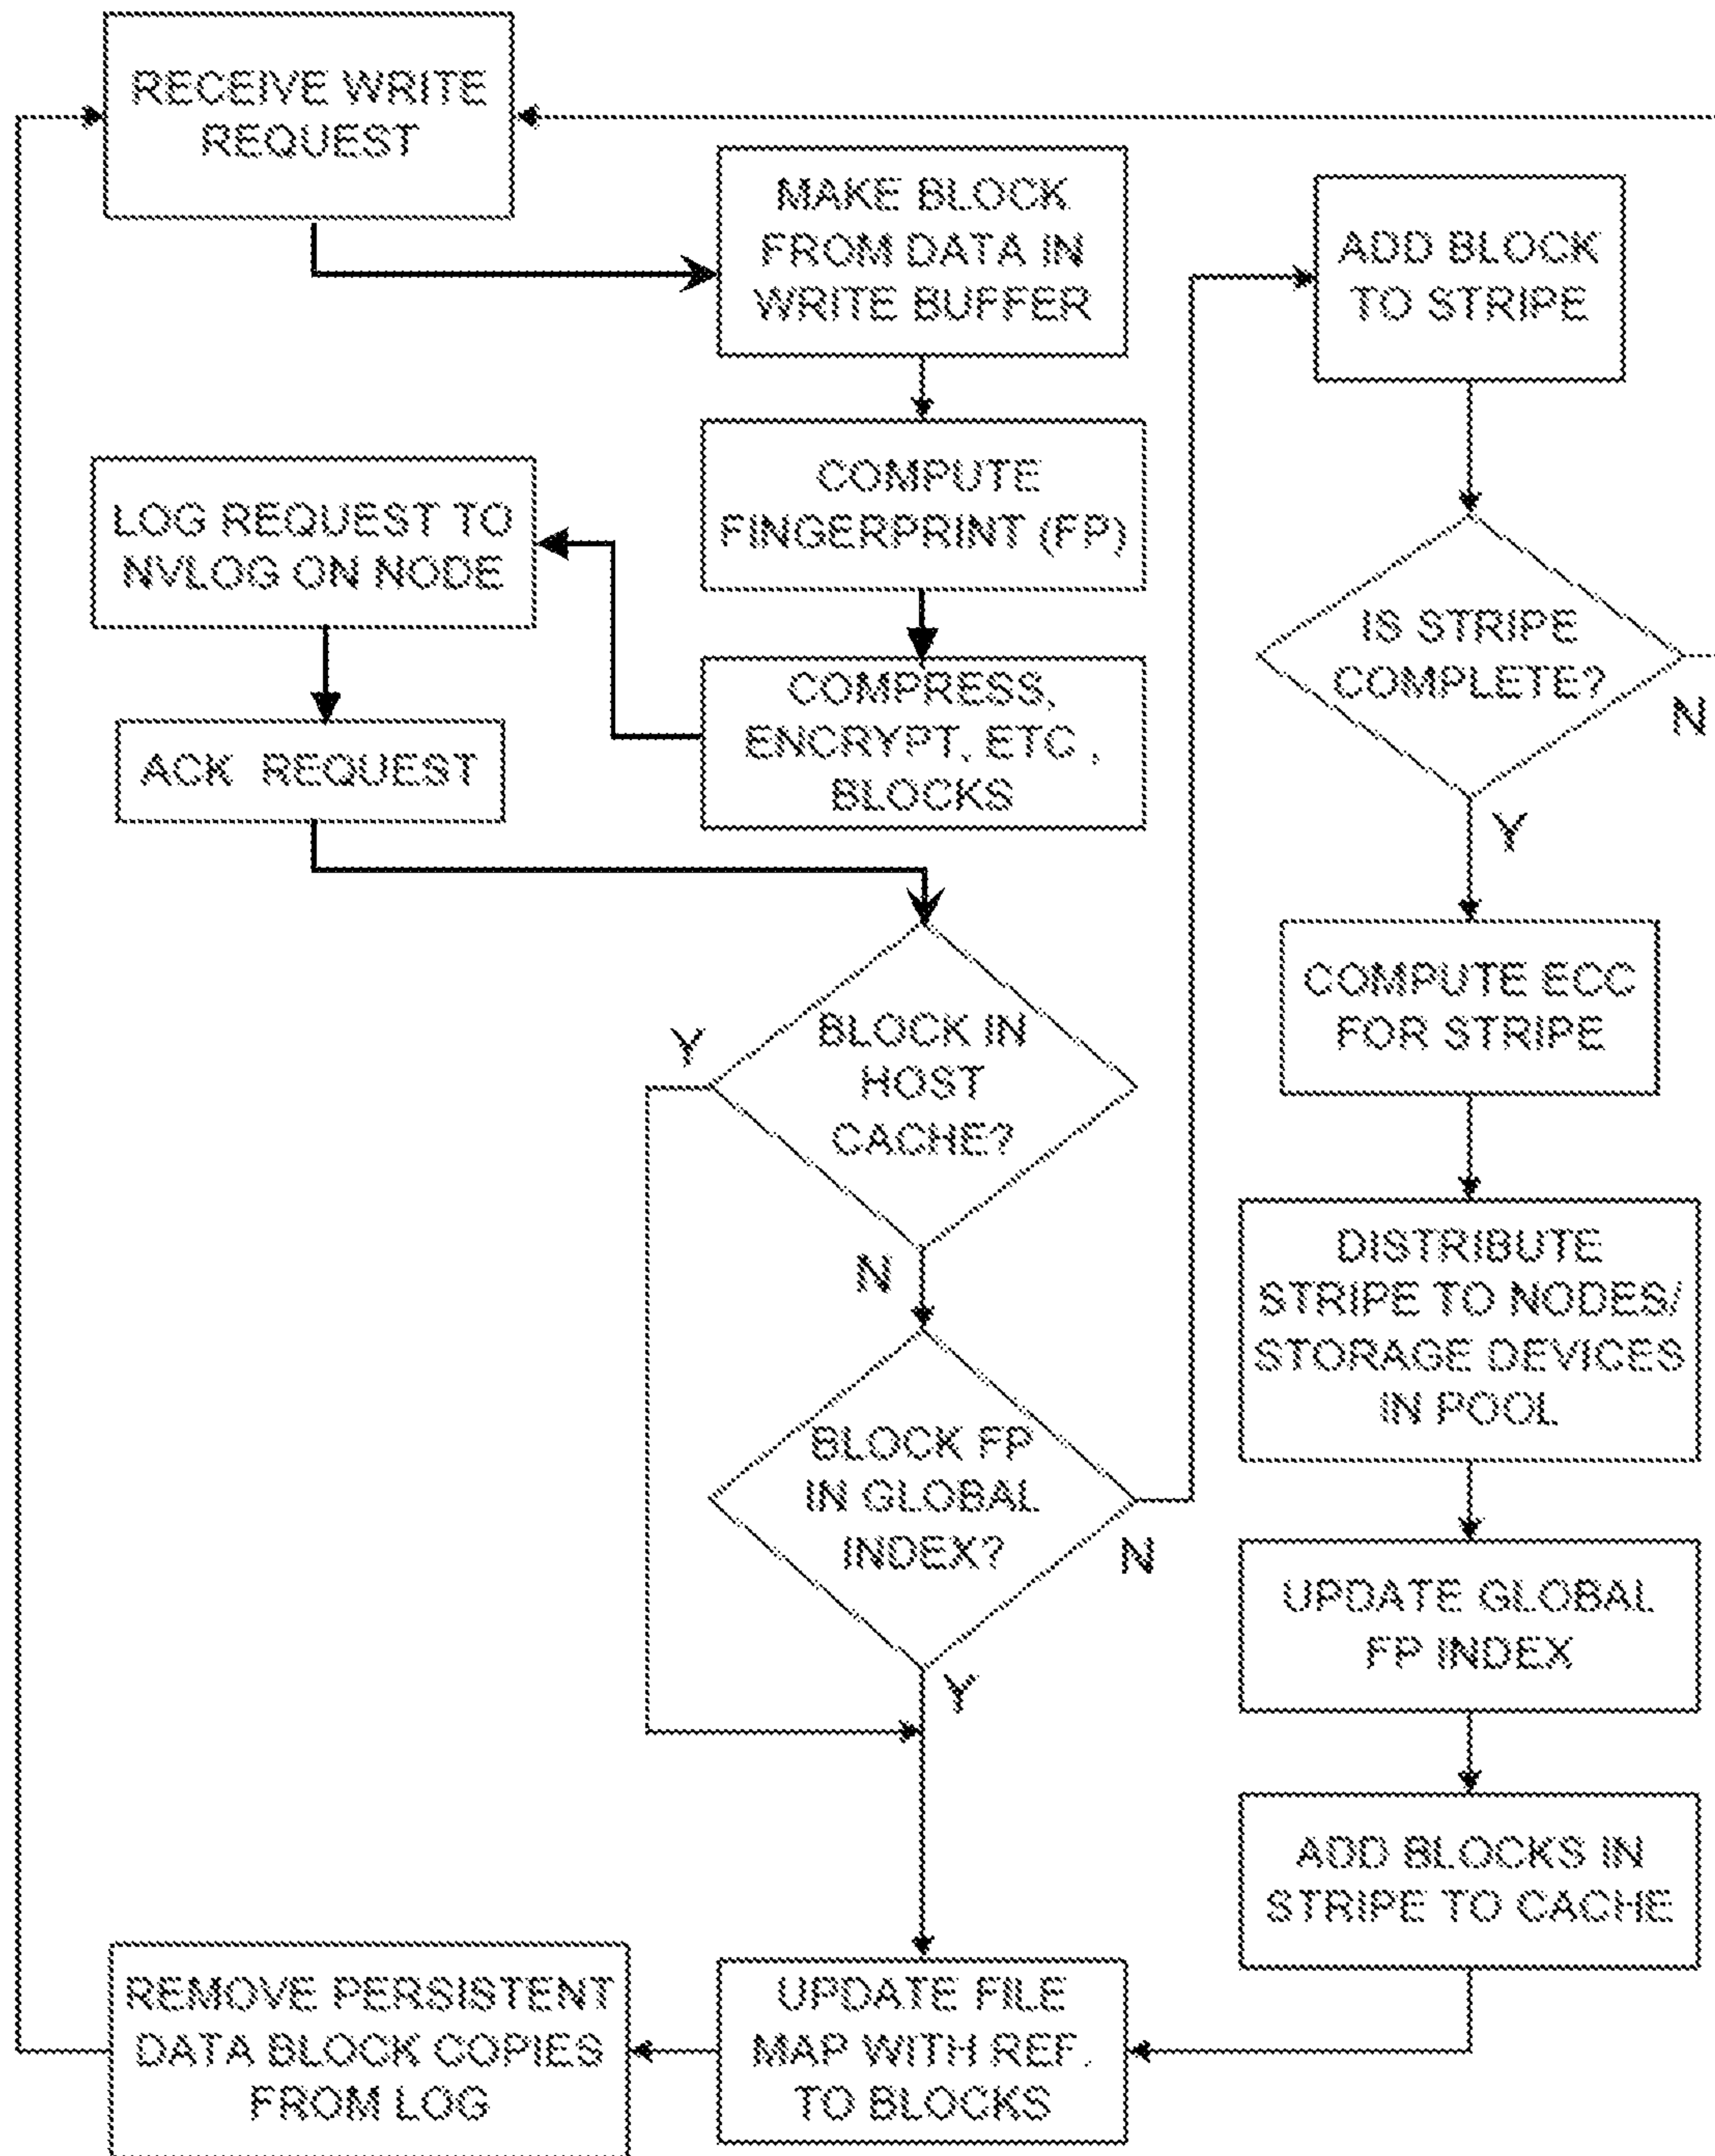 RECEIVE WRITE
REQUEST
MAKE BLOCK
FROM DATA IN
WRITE BUFFER
COMPUTE
FINGERPRINT (FP)
COMPRESS,
ENCRYPT, ETC ,
BLOCKS
LOG REQUEST TO
NVLOG ON NODE
ACK REQUEST
BLOCK IN
HOST
CACHE?
Y
N
BLOCK FP
IN GLOBAL
INDEX?
N
Y
ADD BLOCK
TO STRIPE
IS STRIPE
COMPLETE?
N
Y
COMPUTE ECC
FOR STRIPE
DISTRIBUTE
STRIPE TO NODES/
STORAGE DEVICES
IN POOL
UPDATE GLOBAL
FP INDEX
ADD BLOCKS IN
STRIPE TO CACHE
UPDATE FILE
MAP WITH REF.
TO BLOCKS
REMOVE PERSISTENT
DATA BLOCK COPIES
FROM LOG